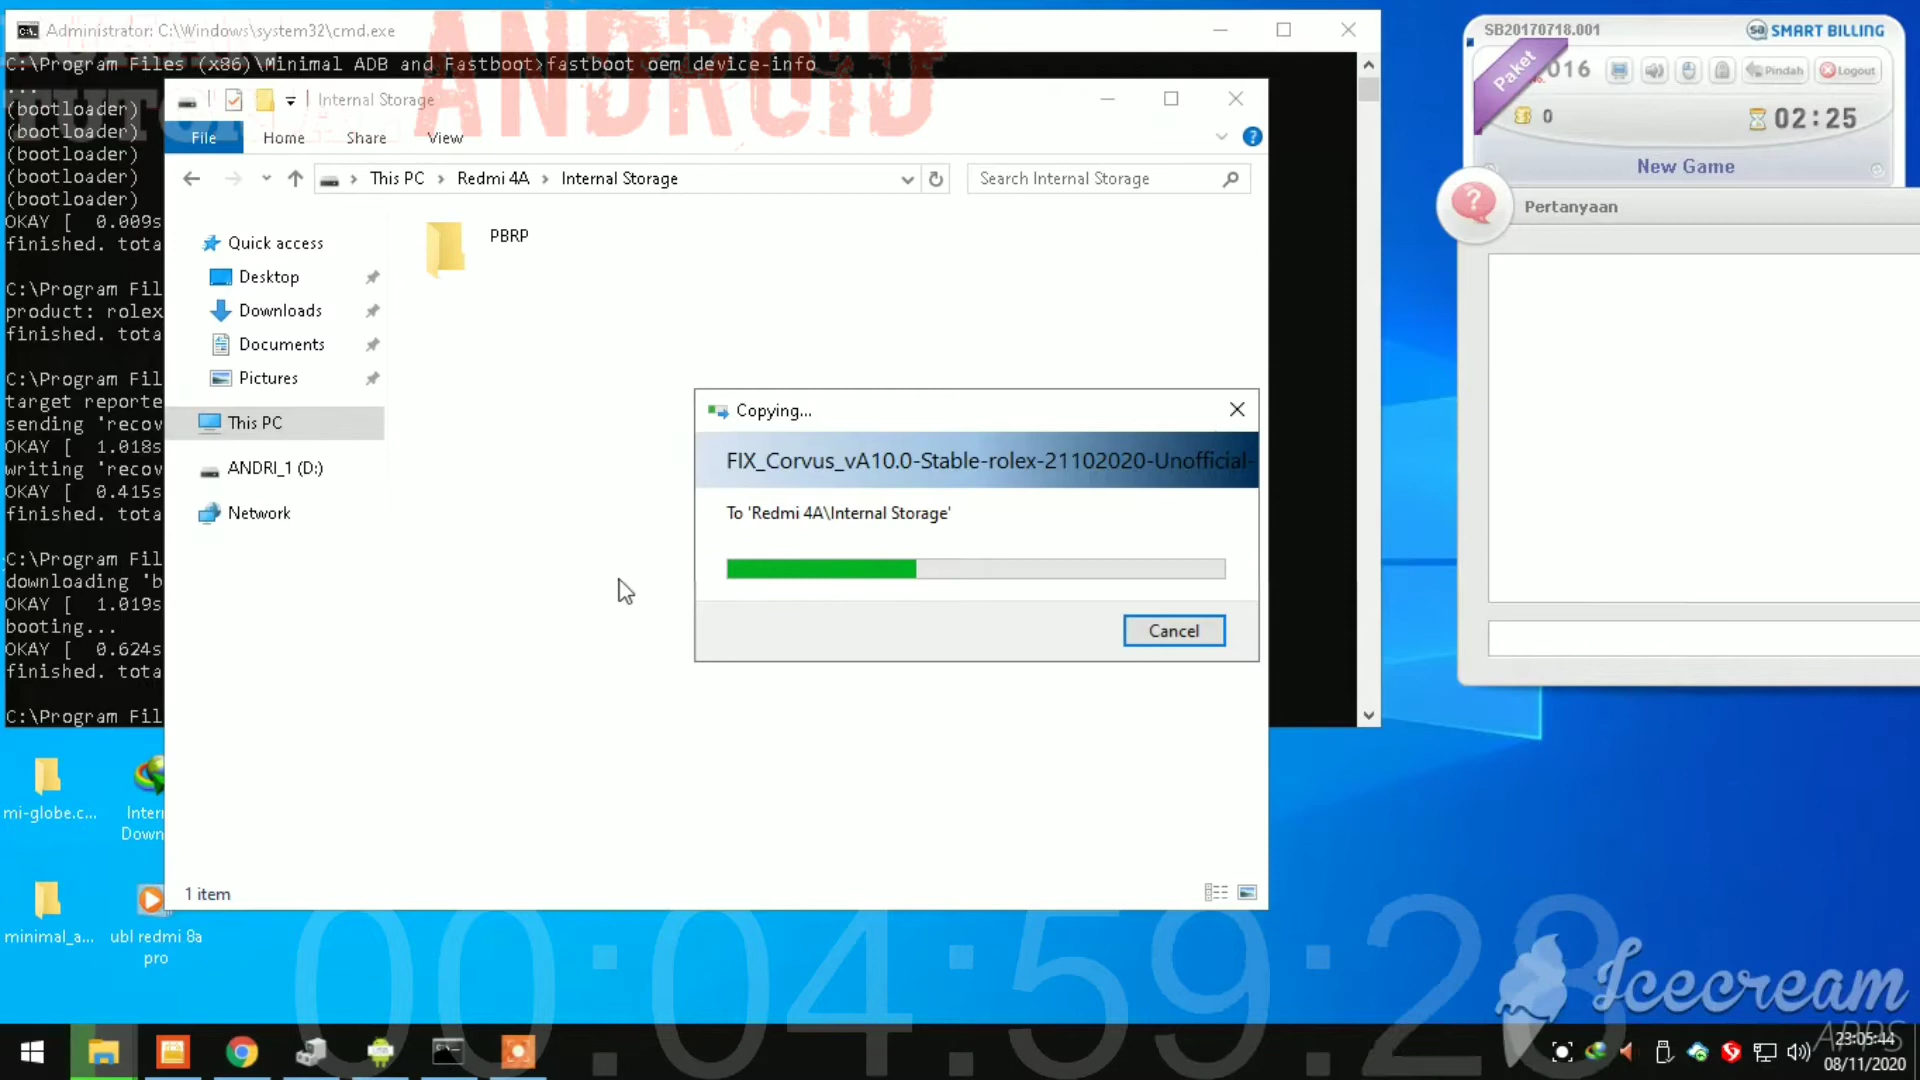 Administrator: C:\Windows\system32\cmd.exe
ANDROID
C:\Program Files (x86)\Minimal ADB and Fastboot>fastboot oem device-info
...
(bootloader)
(bootloader)
(bootloader)
(bootloader)
(bootloader)
OKAY [  0.009s
finished. tota
C:\Program Fil
product: rolex
finished. tota
C:\Program Fil
target reporte
sending 'recov
OKAY [  1.018s
writing 'recov
OKAY [  0.415s
finished. tota
C:\Program Fil
downloading 'b
OKAY [  1.019s
booting...
OKAY [  0.624s
finished. tota
C:\Program Fil
Internal Storage
File Home Share View
This PC > Redmi 4A > Internal Storage
Search Internal Storage
Quick access
Desktop
Downloads
Documents
Pictures
This PC
ANDRI_1 (D:)
Network
PBRP
Copying...
FIX_Corvus_vA10.0-Stable-rolex-21102020-Unofficial-
To 'Redmi 4A\Internal Storage'
Cancel
1 item
SB20170718.001
SMART BILLING
Paket
No. 016
Pindah
Logout
0
02:25
New Game
Pertanyaan
mi-globe.c...
Inter
Down
minimal_a...
ubl redmi 8a
pro
00:04:59:28
Icecream
APPS
23:05:44
08/11/2020